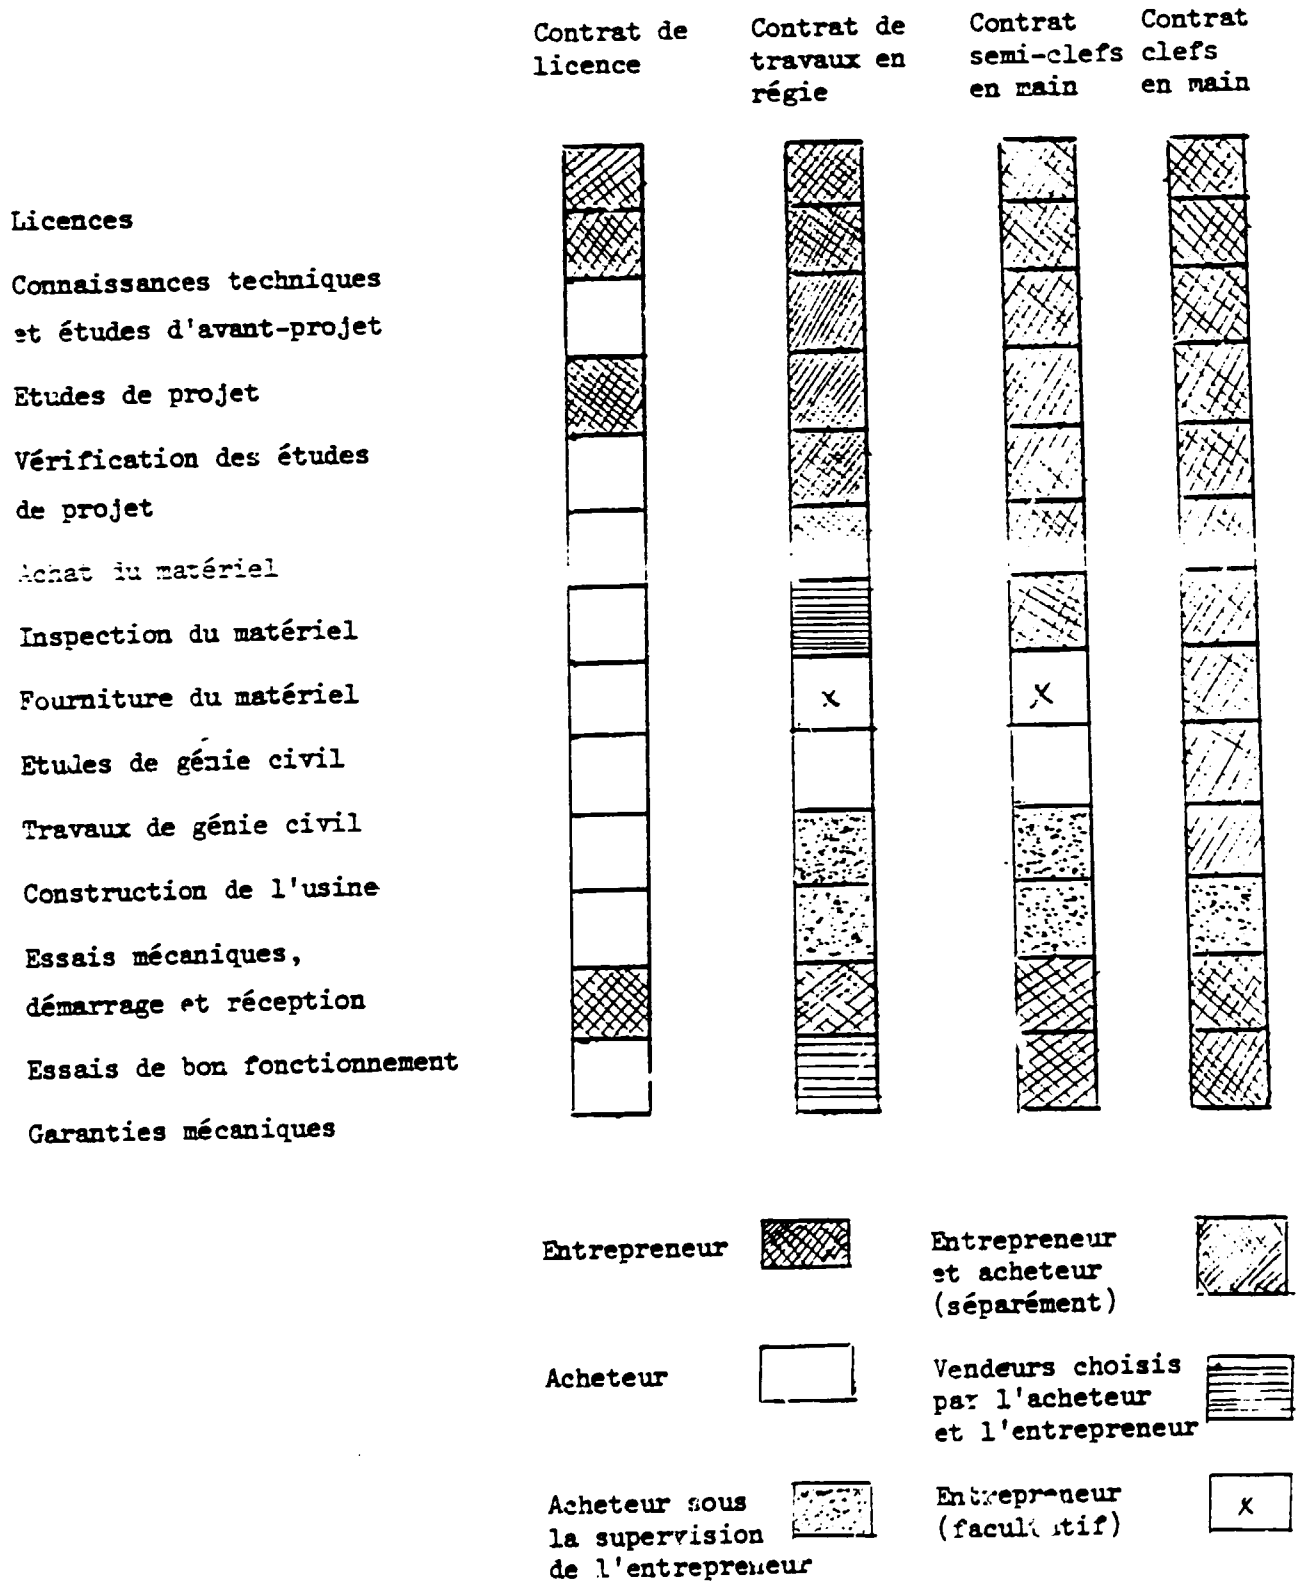 Contrat de
licence
Contrat de
travaux en
régie
Contrat
semi-clefs
en main
Contrat
clefs
en main
Licences
Connaissances techniques
et études d'avant-projet
Etudes de projet
Vérification des études
de projet
Achat du matériel
Inspection du matériel
Fourniture du matériel
Etudes de génie civil
Travaux de génie civil
Construction de l'usine
Essais mécaniques,
démarrage et réception
Essais de bon fonctionnement
Garanties mécaniques
x
x
Entrepreneur
Entrepreneur
et acheteur
(séparément)
Acheteur
Vendeurs choisis
par l'acheteur
et l'entrepreneur
Acheteur sous
la supervision
de l'entrepreneur
Entrepreneur
(facultatif)
x